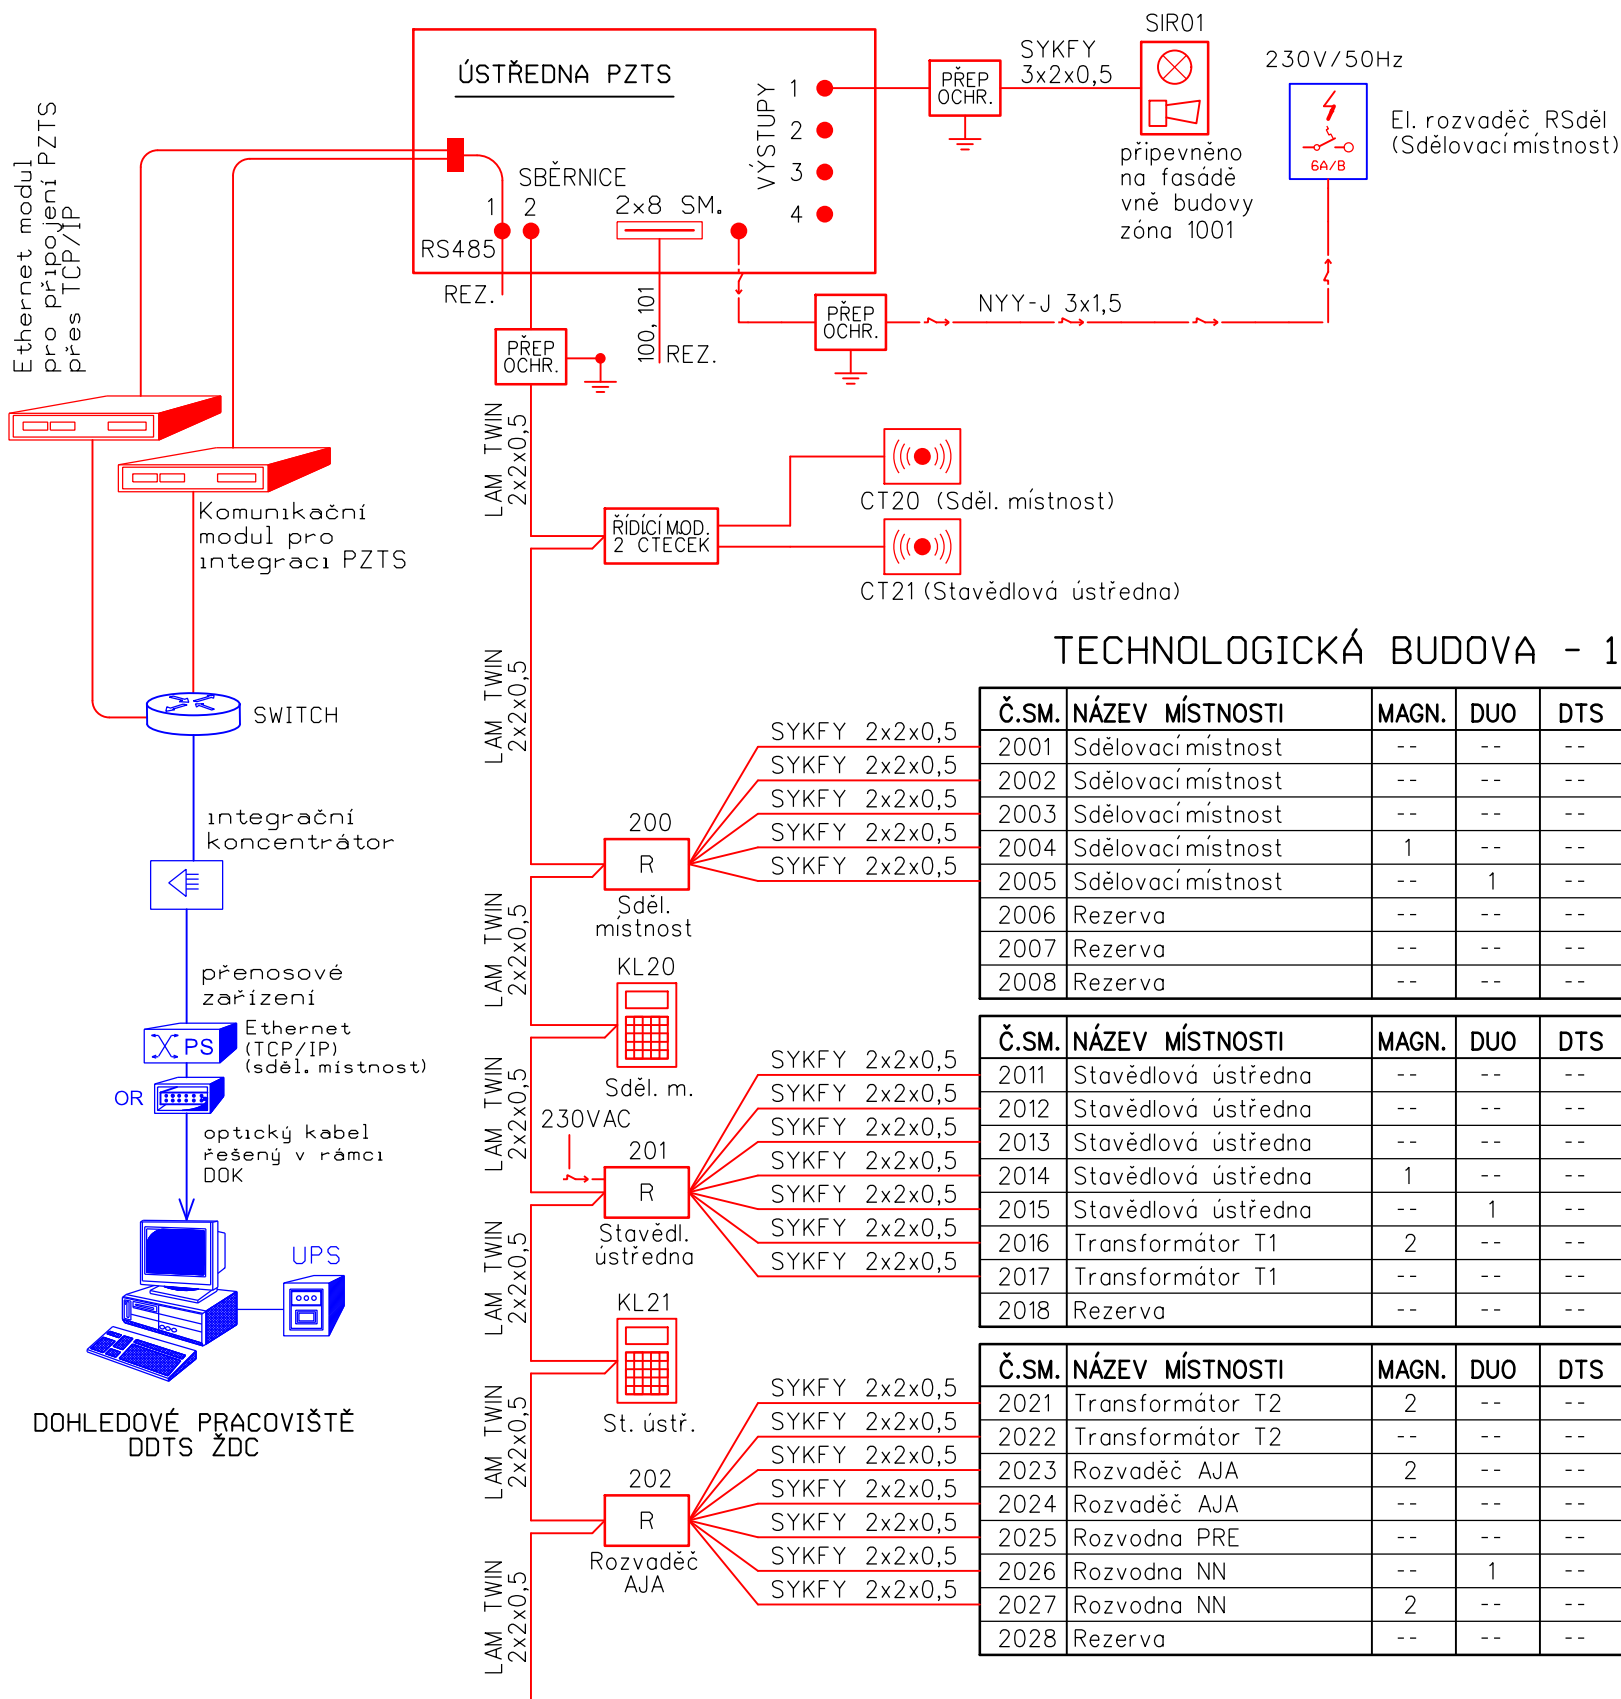 ÚSTŘEDNA PZTS
VÝSTUPY
1
2
3
4
SBĚRNICE
1
2
2x8 SM.
RS485
REZ.
100, 101
REZ.
PŘEP
OCHR.
SYKFY
3x2x0,5
SIR01
připevněno
na fasádě
vně budovy
zóna 1001
230V/50Hz
6A/B
El. rozvaděč RSděl
(Sdělovací místnost)
PŘEP
OCHR.
NYY-J 3x1,5
PŘEP
OCHR.
Ethernet modul
pro připojení PZTS
přes TCP/IP
Komunikační
modul pro
integraci PZTS
SWITCH
integrační
koncentrátor
přenosové
zařízení
PS
Ethernet
(TCP/IP)
(sděl. místnost)
OR
optický kabel
řešený v rámci
DOK
UPS
DOHLEDOVÉ PRACOVIŠTĚ
DDTS ŽDC
LAM TWIN
2x2x0,5
ŘÍDÍCÍ MOD.
2 ČTEČEK
CT20 (Sděl. místnost)
CT21 (Stavědlová ústředna)
LAM TWIN
2x2x0,5
200
R
Sděl.
místnost
LAM TWIN
2x2x0,5
KL20
Sděl. m.
LAM TWIN
2x2x0,5
230VAC
201
R
Stavědl.
ústředna
LAM TWIN
2x2x0,5
KL21
St. ústř.
LAM TWIN
2x2x0,5
202
R
Rozvaděč
AJA
LAM TWIN
2x2x0,5
TECHNOLOGICKÁ BUDOVA - 1
Č.SM. NÁZEV MÍSTNOSTI MAGN. DUO DTS
SYKFY 2x2x0,5 2001 Sdělovací místnost -- -- --
SYKFY 2x2x0,5 2002 Sdělovací místnost -- -- --
SYKFY 2x2x0,5 2003 Sdělovací místnost -- -- --
SYKFY 2x2x0,5 2004 Sdělovací místnost 1 -- --
SYKFY 2x2x0,5 2005 Sdělovací místnost -- 1 --
2006 Rezerva -- -- --
2007 Rezerva -- -- --
2008 Rezerva -- -- --
Č.SM. NÁZEV MÍSTNOSTI MAGN. DUO DTS
SYKFY 2x2x0,5 2011 Stavědlová ústředna -- -- --
SYKFY 2x2x0,5 2012 Stavědlová ústředna -- -- --
SYKFY 2x2x0,5 2013 Stavědlová ústředna -- -- --
SYKFY 2x2x0,5 2014 Stavědlová ústředna 1 -- --
SYKFY 2x2x0,5 2015 Stavědlová ústředna -- 1 --
SYKFY 2x2x0,5 2016 Transformátor T1 2 -- --
SYKFY 2x2x0,5 2017 Transformátor T1 -- -- --
2018 Rezerva -- -- --
Č.SM. NÁZEV MÍSTNOSTI MAGN. DUO DTS
SYKFY 2x2x0,5 2021 Transformátor T2 2 -- --
SYKFY 2x2x0,5 2022 Transformátor T2 -- -- --
SYKFY 2x2x0,5 2023 Rozvaděč AJA 2 -- --
SYKFY 2x2x0,5 2024 Rozvaděč AJA -- -- --
SYKFY 2x2x0,5 2025 Rozvodna PRE -- -- --
SYKFY 2x2x0,5 2026 Rozvodna NN -- 1 --
SYKFY 2x2x0,5 2027 Rozvodna NN 2 -- --
2028 Rezerva -- -- --